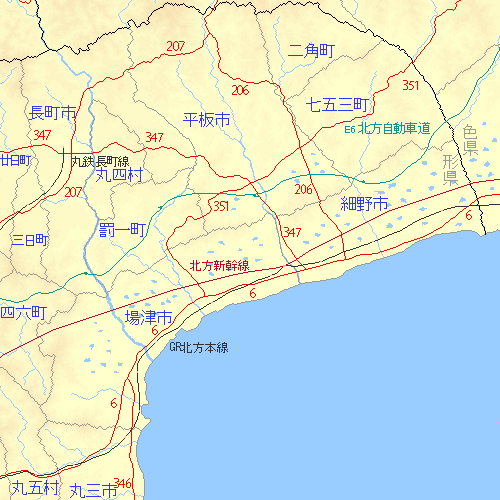 207
二角町
206
351
長町市
七五三町
平板市
E6 北方自動車道
347
347
色県
廿日町
丸鉄長町線
形県
丸四村
207
206
351
細野市
6
罰一町
347
三日町
北方新幹線
6
四六町
場津市
6
GR北方本線
6
丸五村
丸三市
346